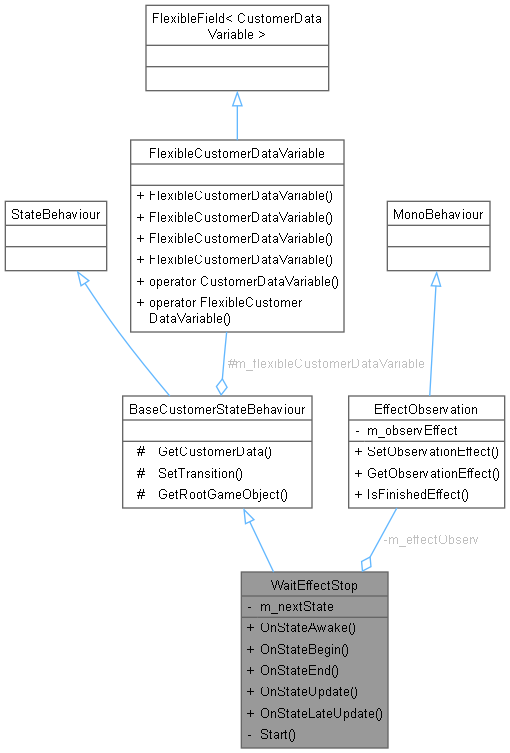 FlexibleField< CustomerData
Variable >
FlexibleCustomerDataVariable
+ FlexibleCustomerDataVariable()
+ FlexibleCustomerDataVariable()
+ FlexibleCustomerDataVariable()
+ FlexibleCustomerDataVariable()
+ operator CustomerDataVariable()
+ operator FlexibleCustomer
DataVariable()
StateBehaviour
MonoBehaviour
#m_flexibleCustomerDataVariable
BaseCustomerStateBehaviour
# GetCustomerData()
# SetTransition()
# GetRootGameObject()
EffectObservation
- m_observEffect
+ SetObservationEffect()
+ GetObservationEffect()
+ IsFinishedEffect()
-m_effectObserv
WaitEffectStop
- m_nextState
+ OnStateAwake()
+ OnStateBegin()
+ OnStateEnd()
+ OnStateUpdate()
+ OnStateLateUpdate()
- Start()